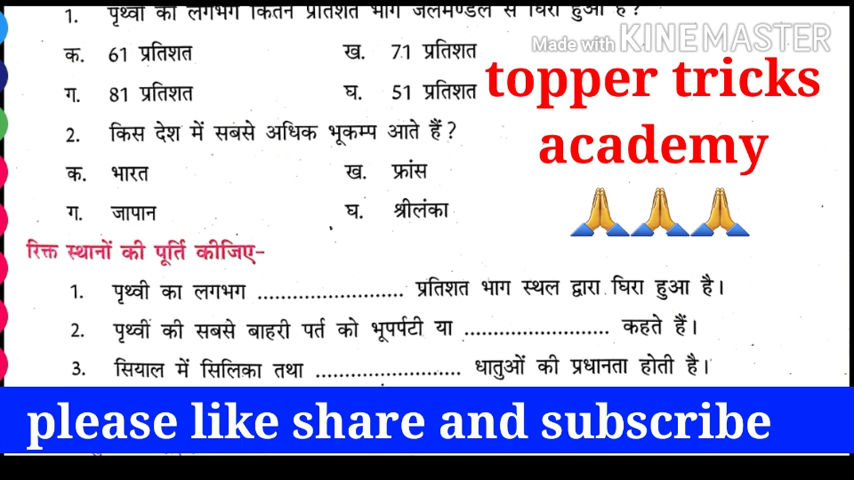 1. पृथ्वी का लगभग कितने प्रतिशत भाग जलमण्डल से घिरा हुआ है ?
Made with KINEMASTER
क. 61 प्रतिशत ख. 71 प्रतिशत
ग. 81 प्रतिशत घ. 51 प्रतिशत
topper tricks
academy
2. किस देश में सबसे अधिक भूकम्प आते हैं ?
क. भारत ख. फ्रांस
ग. जापान घ. श्रीलंका
रिक्त स्थानों की पूर्ति कीजिए-
1. पृथ्वी का लगभग ......................... प्रतिशत भाग स्थल द्वारा घिरा हुआ है।
2. पृथ्वीं की सबसे बाहरी पर्त को भूपर्पटी या ......................... कहते हैं।
3. सियाल में सिलिका तथा ......................... धातुओं की प्रधानता होती है।
please like share and subscribe